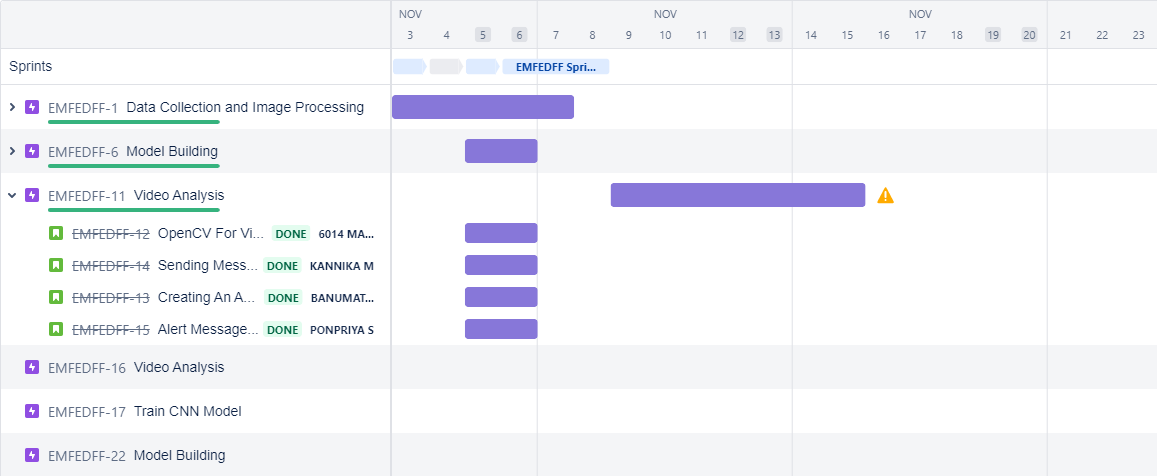 NOV NOV NOV
3 4 5 6 7 8 9 10 11 12 13 14 15 16 17 18 19 20 21 22 23
Sprints EMFEDFF Spri...
EMFEDFF-1 Data Collection and Image Processing
EMFEDFF-6 Model Building
EMFEDFF-11 Video Analysis
EMFEDFF-12 OpenCV For Vi... DONE 6014 MA...
EMFEDFF-14 Sending Mess... DONE KANNIKA M
EMFEDFF-13 Creating An A... DONE BANUMAT...
EMFEDFF-15 Alert Message... DONE PONPRIYA S
EMFEDFF-16 Video Analysis
EMFEDFF-17 Train CNN Model
EMFEDFF-22 Model Building